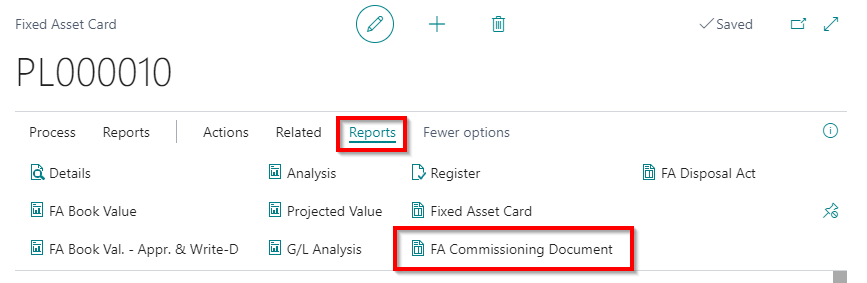 Fixed Asset Card
Saved
PL000010
Process Reports Actions Related Reports Fewer options
Details Analysis Register FA Disposal Act
FA Book Value Projected Value Fixed Asset Card
FA Book Val. - Appr. & Write-D G/L Analysis FA Commissioning Document